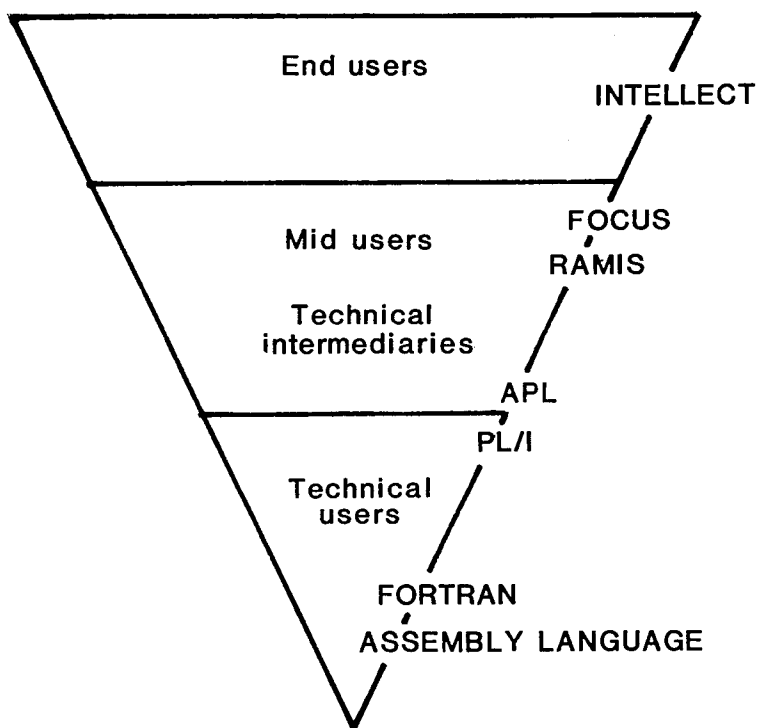 End users
INTELLECT
Mid users
FOCUS
RAMIS
Technical
intermediaries
APL
PL/I
Technical
users
FORTRAN
ASSEMBLY LANGUAGE